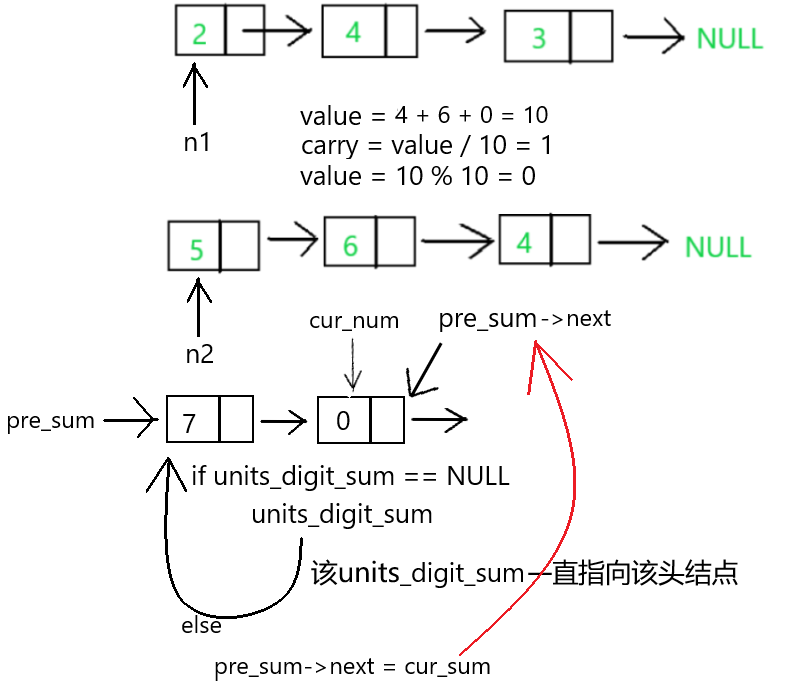 2 4 3 NULL
value = 4 + 6 + 0 = 10
n1 carry = value / 10 = 1
value = 10 % 10 = 0
5 6 4 NULL
cur_num pre_sum->next
n2
pre_sum 7 0
if units_digit_sum == NULL
units_digit_sum
该units_digit_sum一直指向该头结点
else
pre_sum->next = cur_sum